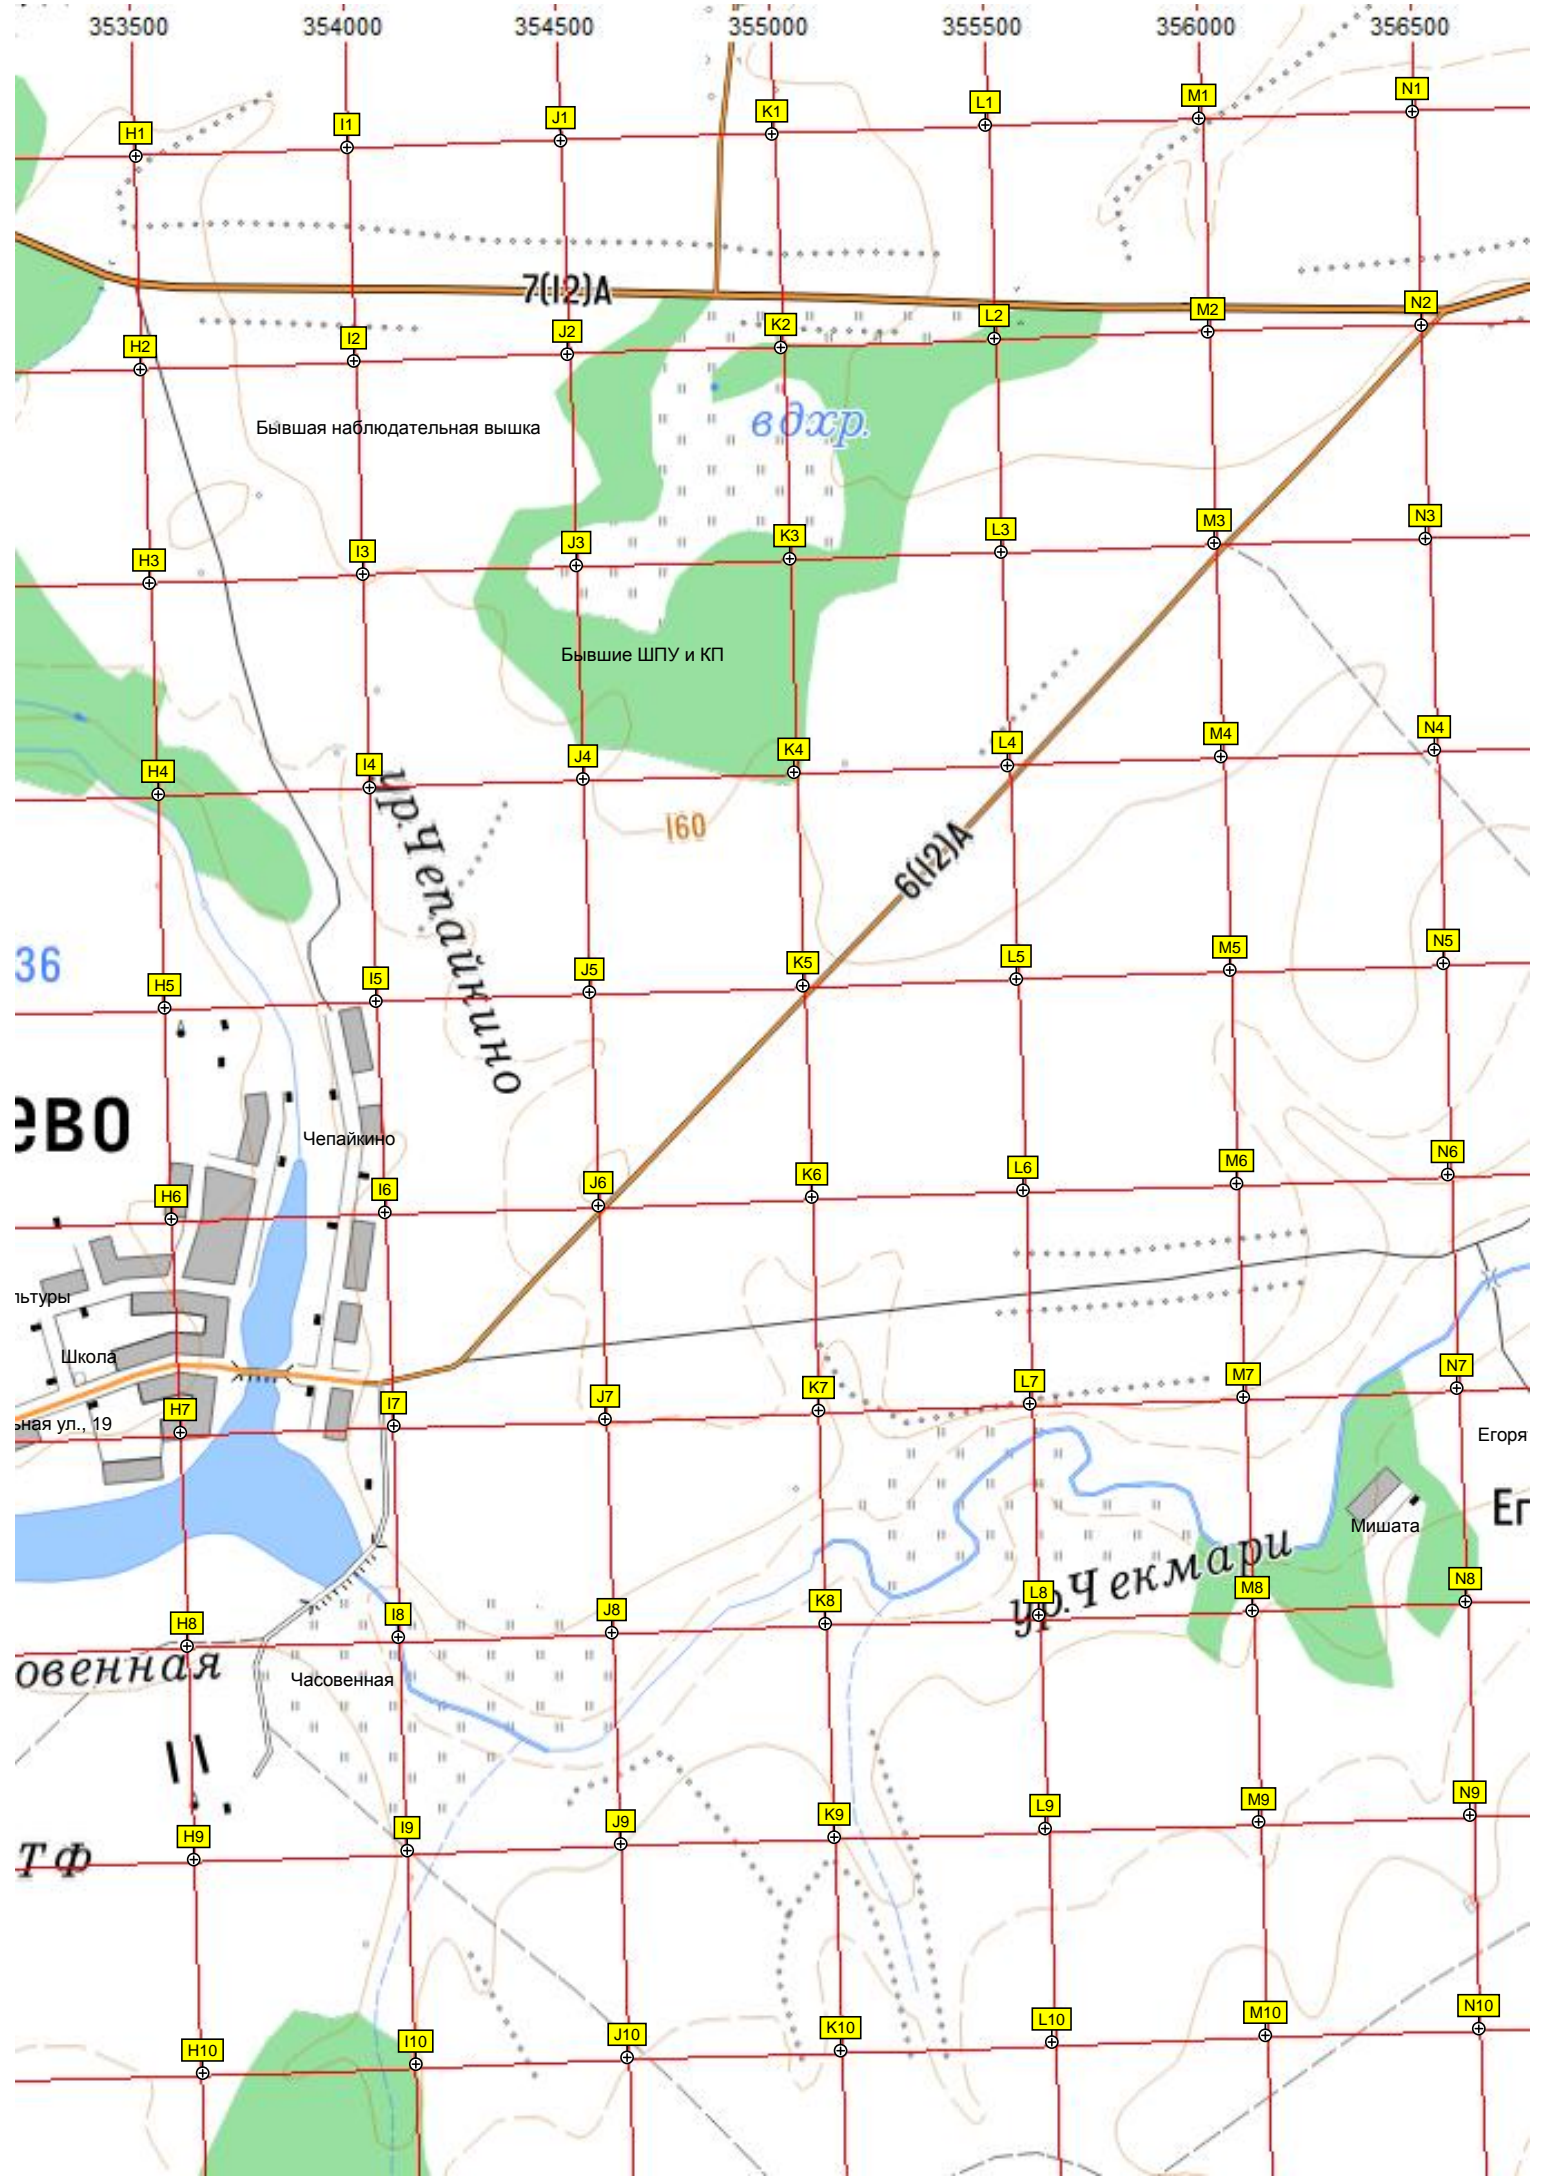 353500 354000 354500 355000 355500 356000 356500
H1 I1 J1 K1 L1 M1 N1
7(12)А
H2 I2 J2 K2 L2 M2 N2
вдхр.
Бывшая наблюдательная вышка
H3 I3 J3 K3 L3 M3 N3
Бывшие ШПУ и КП
H4 I4 J4 K4 L4 M4 N4
160
ур.Чепайкино
6(12)А
36
H5 I5 J5 K5 L5 M5 N5
ево
Чепайкино
H6 I6 J6 K6 L6 M6 N6
льтуры
Школа
H7 I7 J7 K7 L7 M7 N7
ьная ул., 19
Егоря
Ег
Мишата
ур.Чекмари
H8 I8 J8 K8 L8 M8 N8
овенная
Часовенная
H9 I9 J9 K9 L9 M9 N9
ТФ
H10 I10 J10 K10 L10 M10 N10